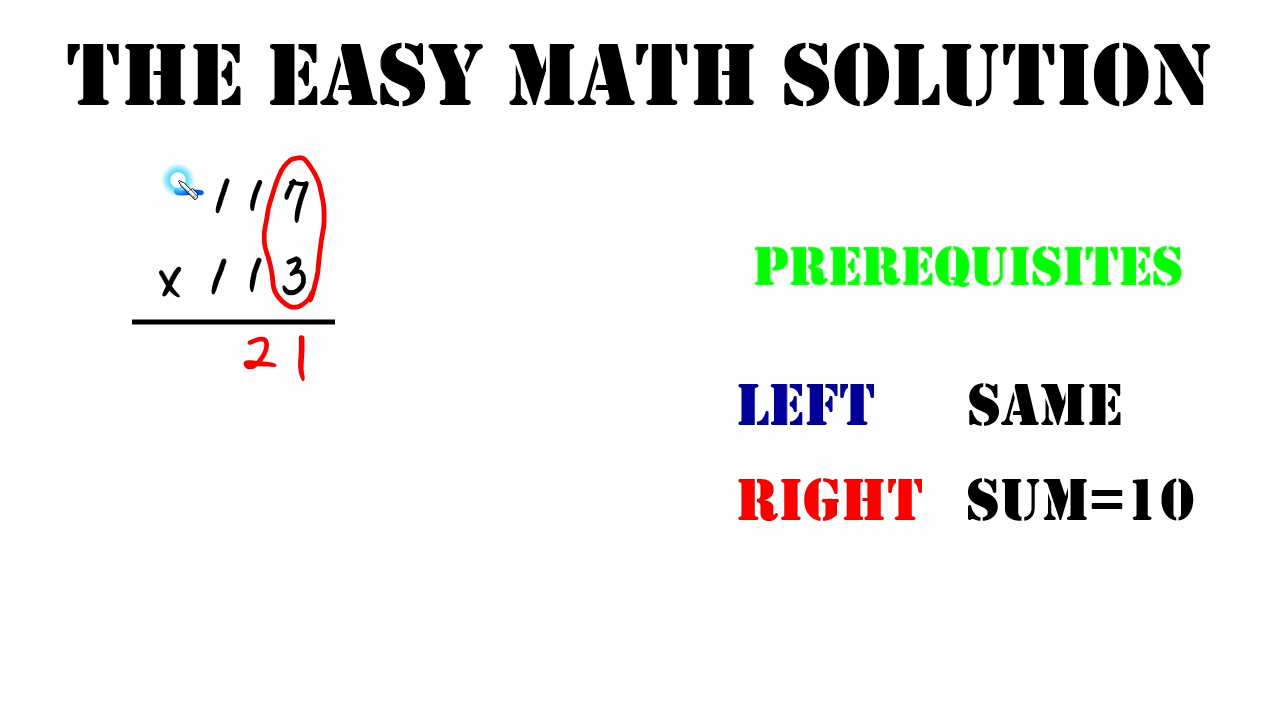 THE EASY MATH SOLUTION
117
x 113
21
PREREQUISITES
LEFT SAME
RIGHT SUM=10